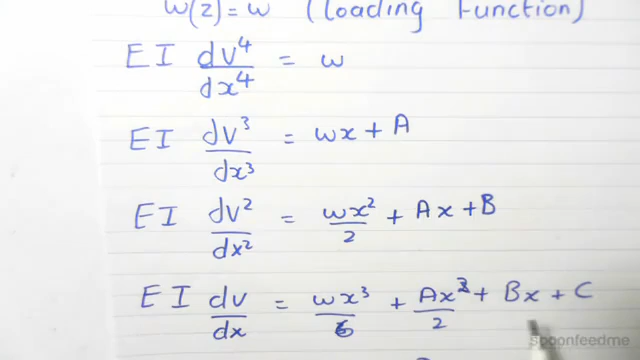 w(z) = w (Loading Function)
EI dv⁴/dx⁴ = w
EI dv³/dx³ = wx + A
EI dv²/dx² = wx²/2 + Ax + B
EI dv/dx = wx³/6 + Ax²/2 + Bx + C
spoonfeedme